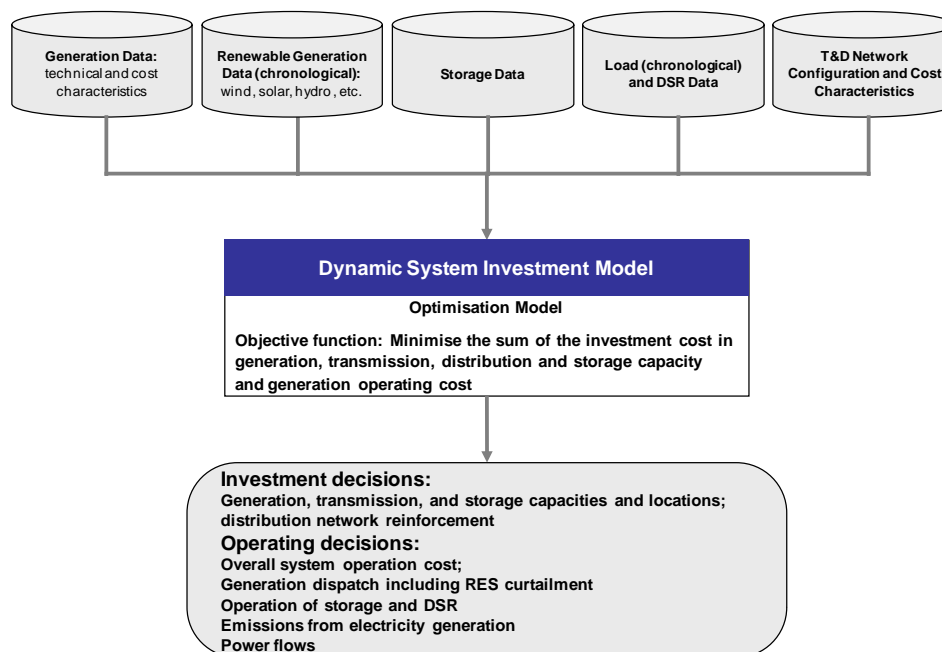 Generation Data:
technical and cost
characteristics
Renewable Generation
Data (chronological):
wind, solar, hydro, etc.
Storage Data
Load (chronological)
and DSR Data
T&D Network
Configuration and Cost
Characteristics
Dynamic System Investment Model
Optimisation Model
Objective function: Minimise the sum of the investment cost in
generation, transmission, distribution and storage capacity
and generation operating cost
Investment decisions:
Generation, transmission, and storage capacities and locations;
distribution network reinforcement
Operating decisions:
Overall system operation cost;
Generation dispatch including RES curtailment
Operation of storage and DSR
Emissions from electricity generation
Power flows